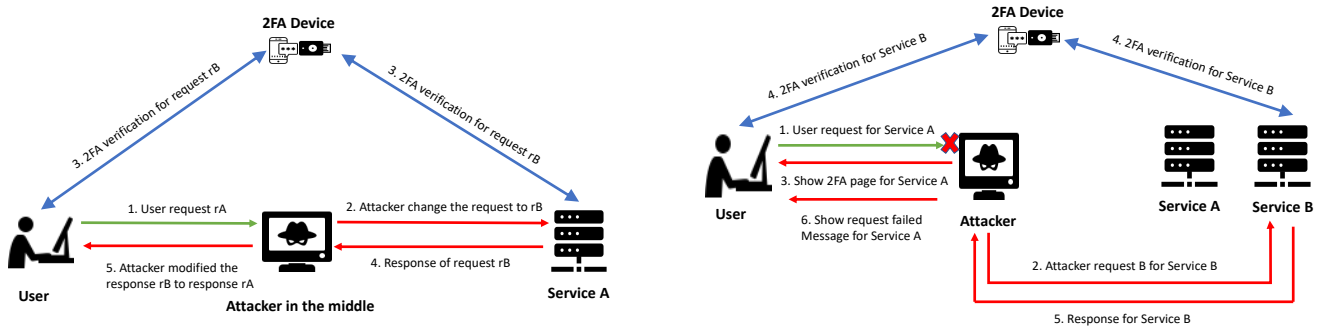 2FA Device
3. 2FA verification for request rB
3. 2FA verification for request rB
1. User request rA
2. Attacker change the request to rB
5. Attacker modified the
response rB to response rA
4. Response of request rB
User
Attacker in the middle
Service A
2FA Device
4. 2FA verification for Service B
4. 2FA verification for Service B
1. User request for Service A
3. Show 2FA page for Service A
6. Show request failed
Message for Service A
User
Attacker
Service A
Service B
2. Attacker request B for Service B
5. Response for Service B